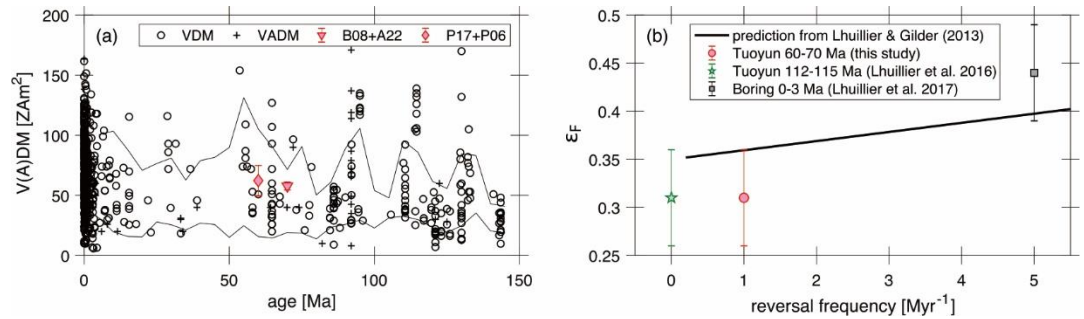 (a)
VDM
VADM
B08+A22
P17+P06
200
150
100
50
0
V(A)DM [ZAm²]
0
50
100
150
age [Ma]
(b)
prediction from Lhuillier & Gilder (2013)
Tuoyun 60-70 Ma (this study)
Tuoyun 112-115 Ma (Lhuillier et al. 2016)
Boring 0-3 Ma (Lhuillier et al. 2017)
0.5
0.45
0.4
0.35
0.3
0.25
εF
0
1
2
3
4
5
reversal frequency [Myr⁻¹]